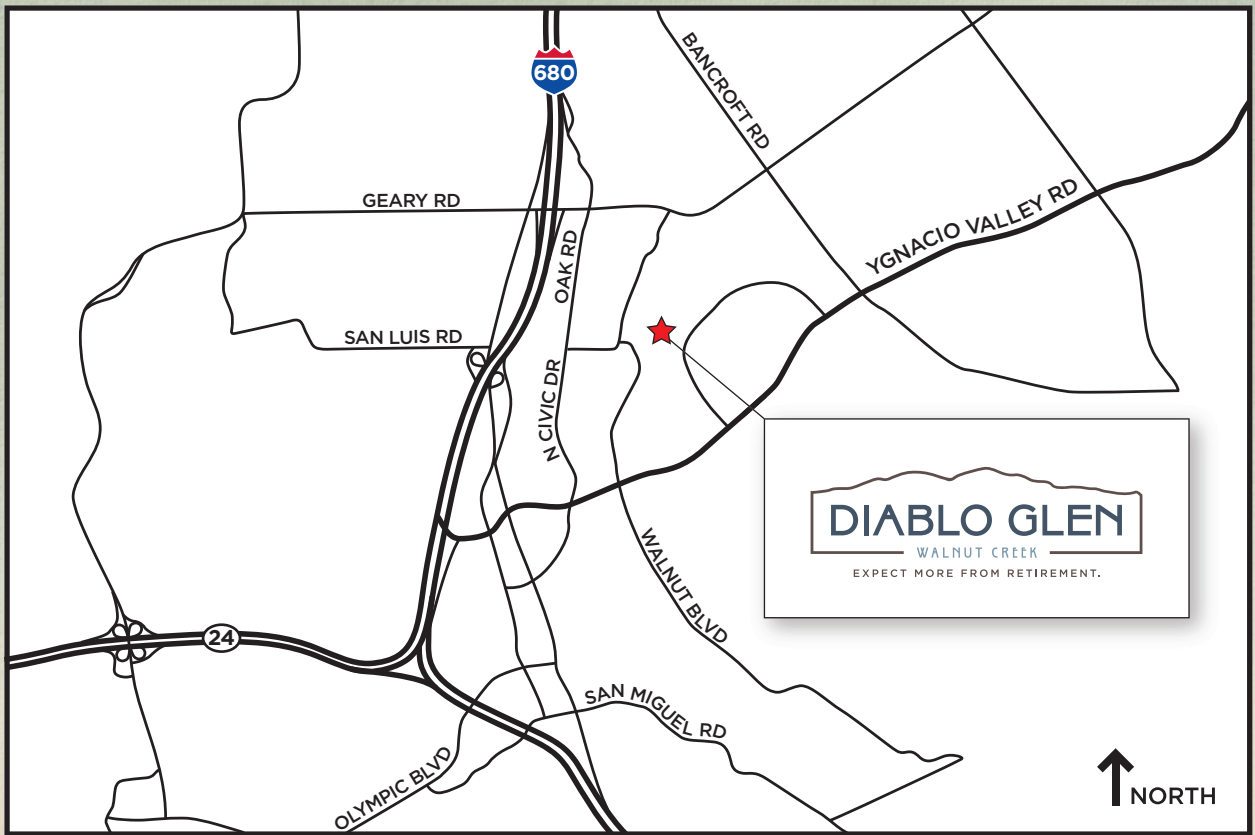 680
BANCROFT RD
GEARY RD
YGNACIO VALLEY RD
OAK RD
SAN LUIS RD
N CIVIC DR
DIABLO GLEN
WALNUT CREEK
EXPECT MORE FROM RETIREMENT.
WALNUT BLVD
24
SAN MIGUEL RD
OLYMPIC BLVD
NORTH